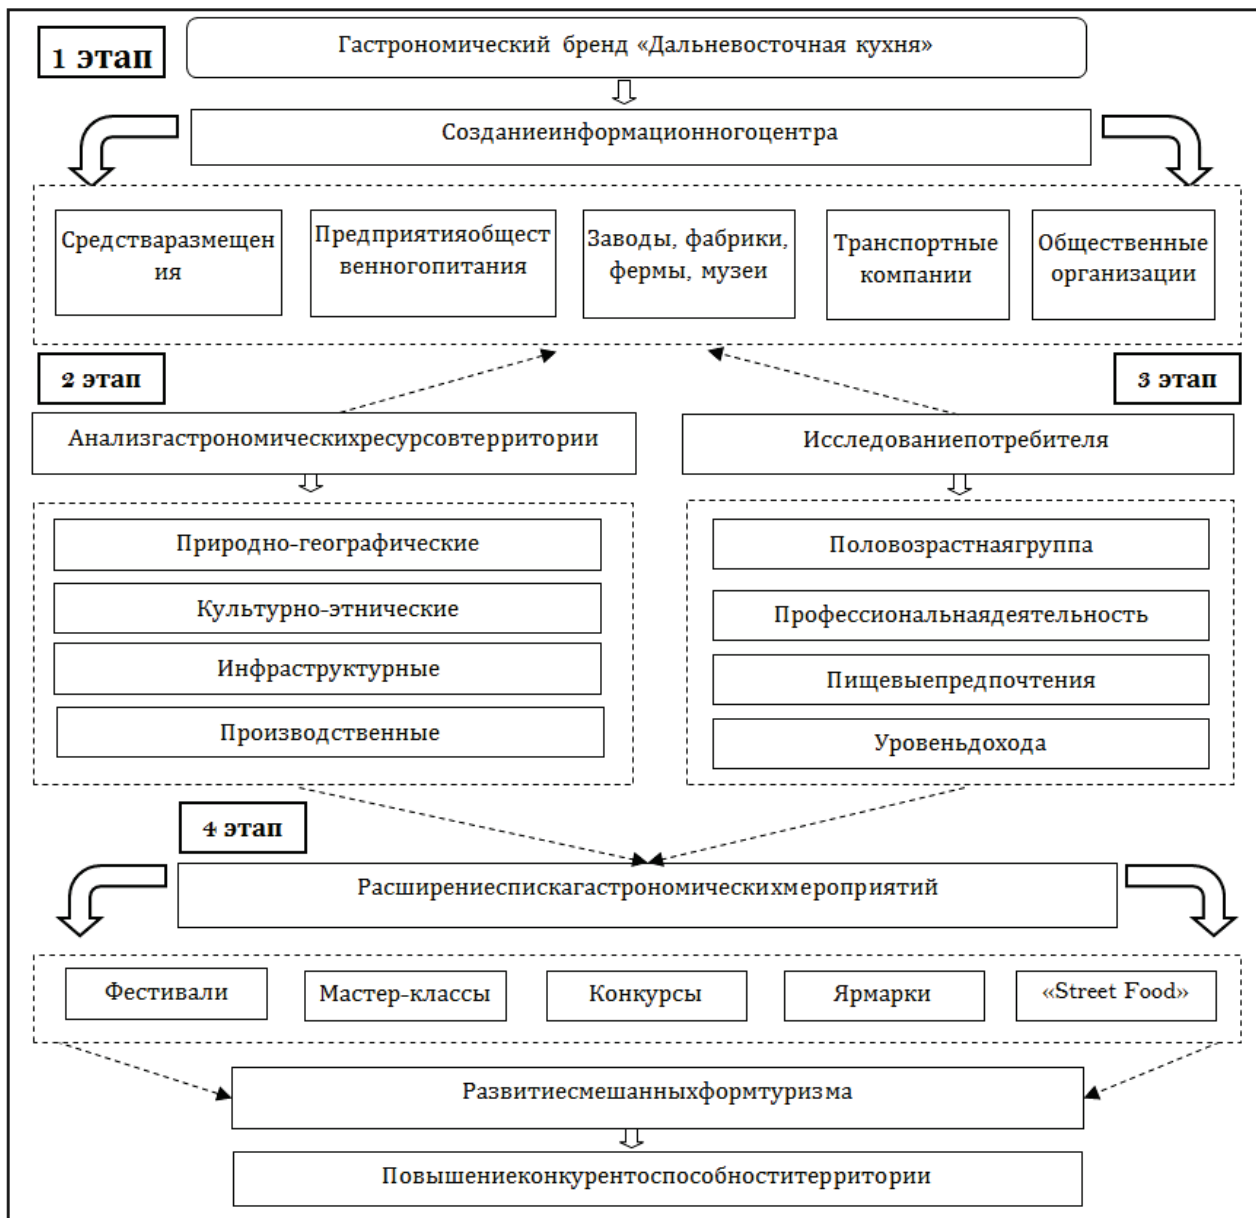 1 этап
Гастрономический бренд «Дальневосточная кухня»
Созданиеинформационногоцентра
Средстваразмещен
ия
Предприятияобщест
венногопитания
Заводы, фабрики,
фермы, музеи
Транспортные
компании
Общественные
организации
2 этап
3 этап
Анализгастрономическихресурсовтерритории
Исследованиепотребителя
Природно-географические
Культурно-этнические
Инфраструктурные
Производственные
Половозрастнаягруппа
Профессиональнаядеятельность
Пищевыепредпочтения
Уровеньдохода
4 этап
Расширениеспискагастрономическихмероприятий
Фестивали
Мастер-классы
Конкурсы
Ярмарки
«Street Food»
Развитиесмешанныхформтуризма
Повышениеконкурентоспособноститерритории